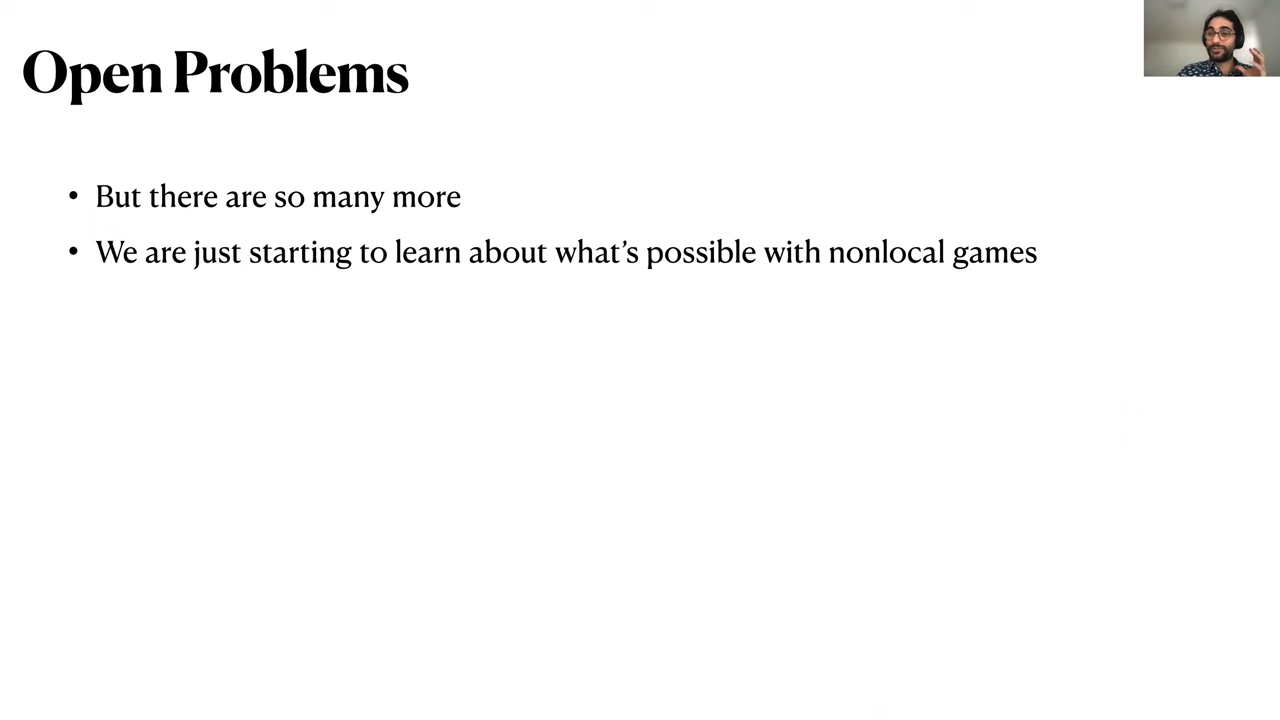 Open Problems
• But there are so many more
• We are just starting to learn about what’s possible with nonlocal games